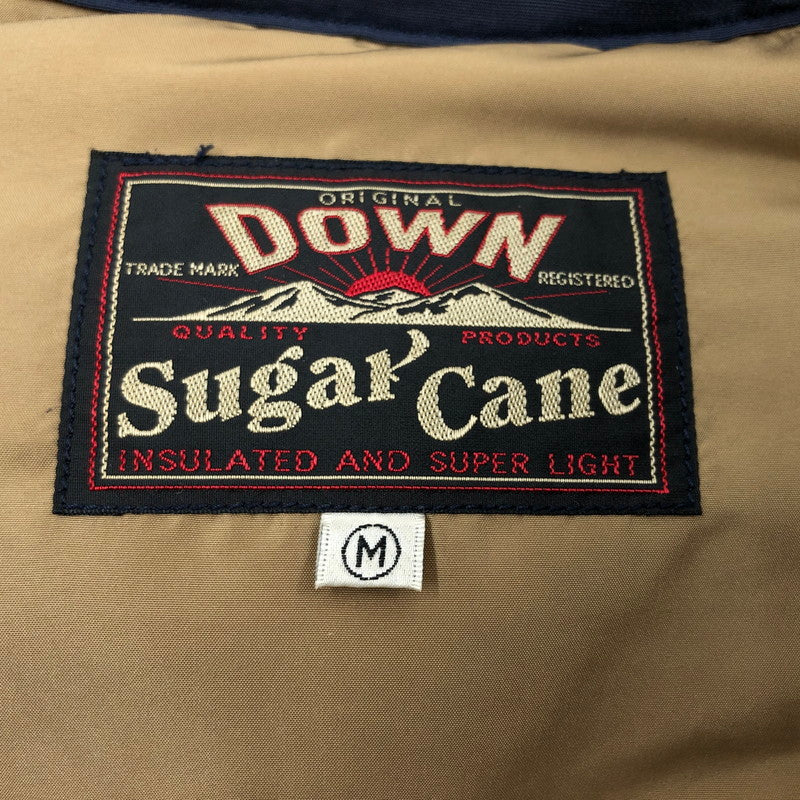 ORIGINAL
DOWN
TRADE MARK REGISTERED
QUALITY PRODUCTS
Sugar Cane
INSULATED AND SUPER LIGHT
M